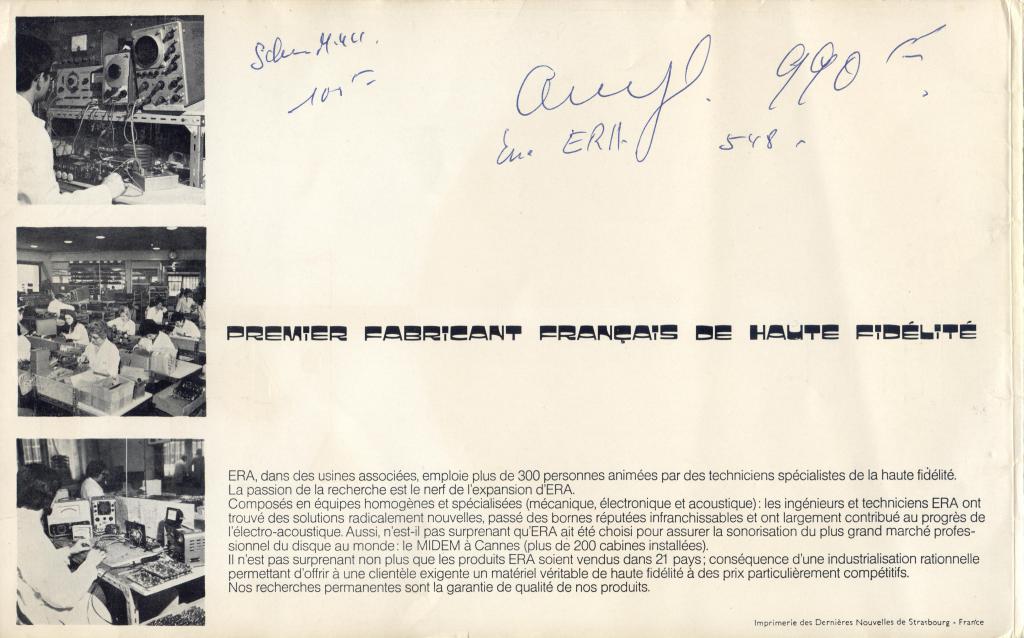 105
Ampl. 990 F
ERA 548 -
PREMIER FABRICANT FRANÇAIS DE HAUTE FIDÉLITÉ
ERA, dans des usines associées, emploie plus de 300 personnes animées par des techniciens spécialistes de la haute fidélité.
La passion de la recherche est le nerf de l'expansion d'ERA.
Composés en équipes homogènes et spécialisées (mécanique, électronique et acoustique) : les ingénieurs et techniciens ERA ont
trouvé des solutions radicalement nouvelles, passé des bornes réputées infranchissables et ont largement contribué au progrès de
l'électro-acoustique. Aussi, n'est-il pas surprenant qu'ERA ait été choisi pour assurer la sonorisation du plus grand marché profes-
sionnel du disque au monde : le MIDEM à Cannes (plus de 200 cabines installées).
Il n'est pas surprenant non plus que les produits ERA soient vendus dans 21 pays ; conséquence d'une industrialisation rationnelle
permettant d'offrir à une clientèle exigente un matériel véritable de haute fidélité à des prix particulièrement compétitifs.
Nos recherches permanentes sont la garantie de qualité de nos produits.
Imprimerie des Dernières Nouvelles de Strasbourg - France